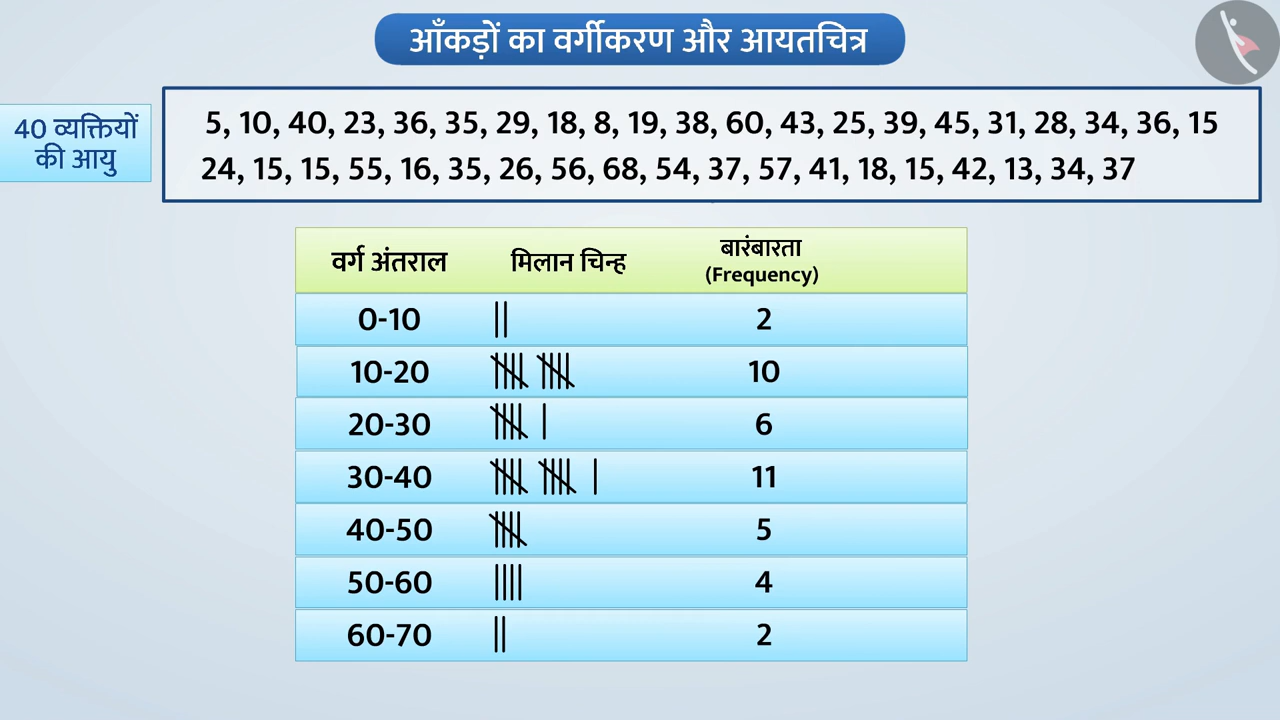 आँकड़ों का वर्गीकरण और आयतचित्र
40 व्यक्तियों
की आयु
5, 10, 40, 23, 36, 35, 29, 18, 8, 19, 38, 60, 43, 25, 39, 45, 31, 28, 34, 36, 15
24, 15, 15, 55, 16, 35, 26, 56, 68, 54, 37, 57, 41, 18, 15, 42, 13, 34, 37
वर्ग अंतराल मिलान चिन्ह बारंबारता
(Frequency)
0-10 || 2
10-20 𝍸 𝍸 10
20-30 𝍸 | 6
30-40 𝍸 𝍸 | 11
40-50 𝍸 5
50-60 |||| 4
60-70 || 2